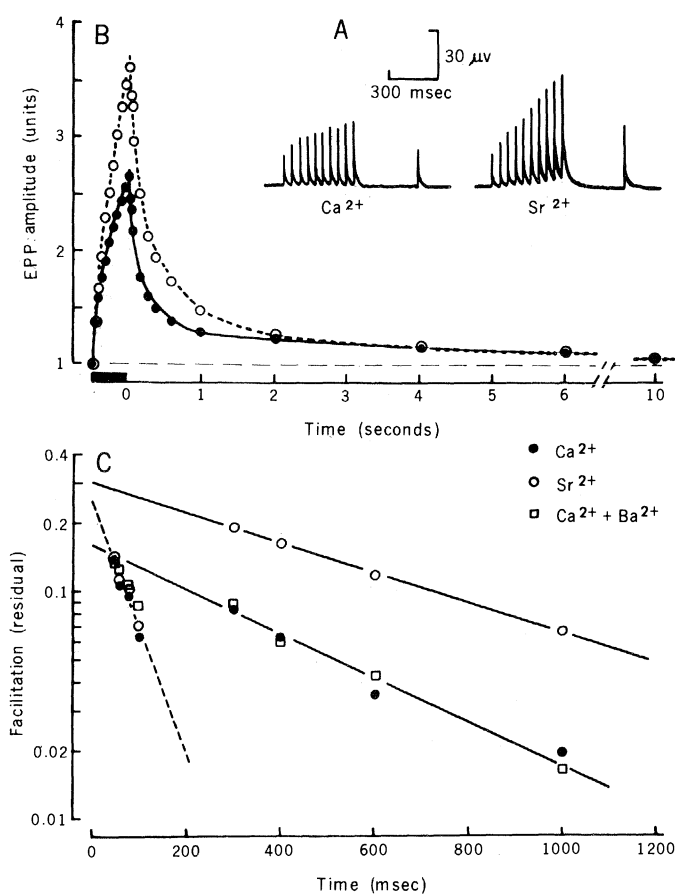 B
A
4
3
2
1
EPP amplitude (units)
30 μv
300 msec
Ca 2+
Sr 2+
0 1 2 3 4 5 6 10
Time (seconds)
C
Ca 2+
Sr 2+
Ca 2+ + Ba 2+
0.4
0.2
0.1
0.02
0.01
Facilitation (residual)
0 200 400 600 800 1000 1200
Time (msec)